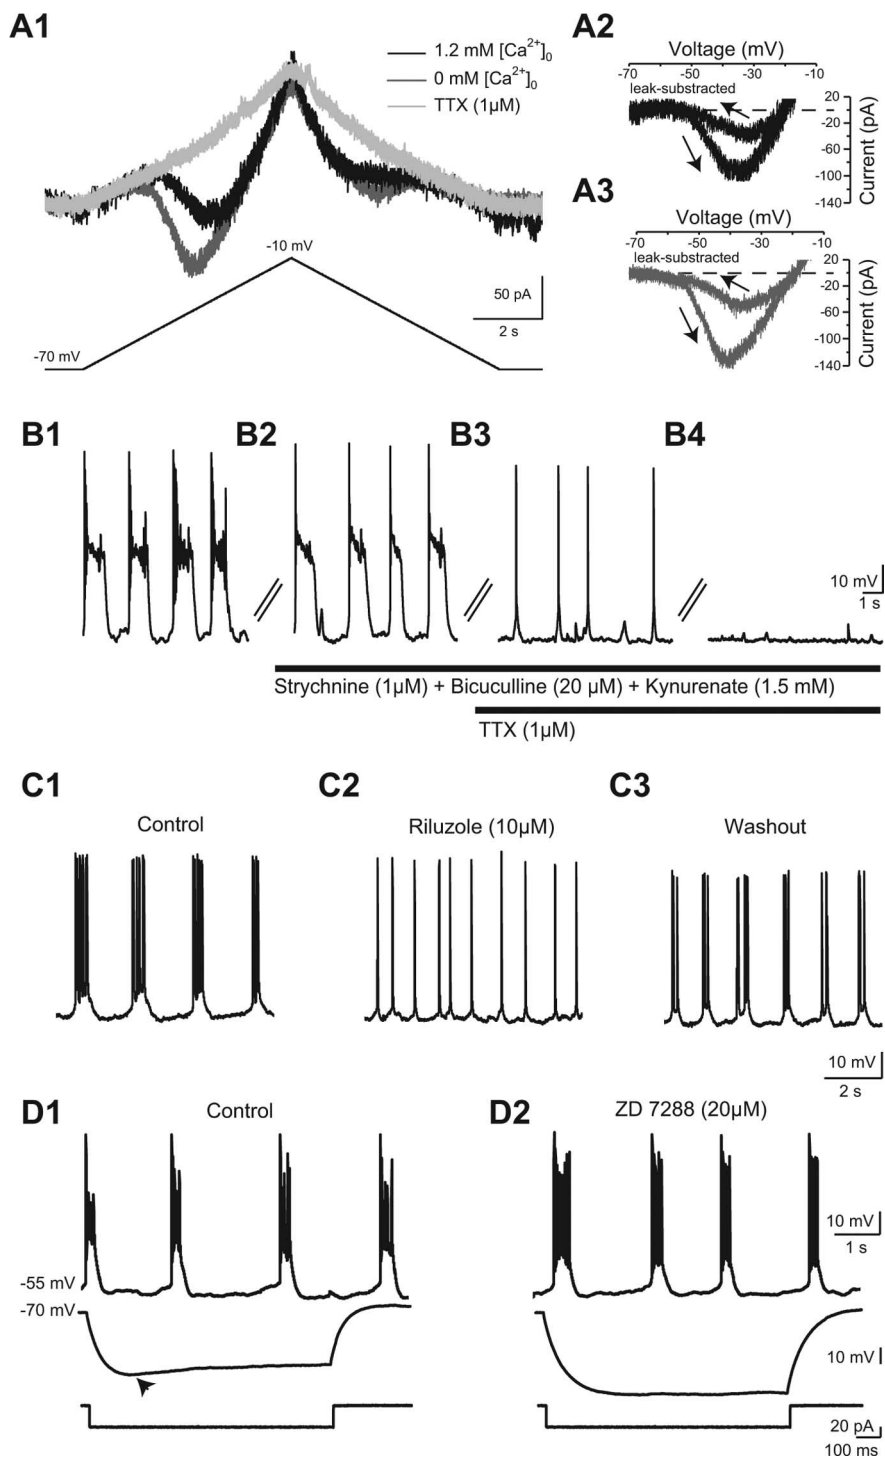 A1
1.2 mM [Ca2+]0
0 mM [Ca2+]0
TTX (1µM)
-10 mV
-70 mV
50 pA
2 s
A2
Voltage (mV)
-70 -50 -30 -10
leak-substracted
20
-20
-60
-100
-140
Current (pA)
A3
Voltage (mV)
-70 -50 -30 -10
leak-substracted
20
-20
-60
-100
-140
Current (pA)
B1
B2
B3
B4
10 mV
1 s
Strychnine (1µM) + Bicuculline (20 µM) + Kynurenate (1.5 mM)
TTX (1µM)
C1
Control
C2
Riluzole (10µM)
C3
Washout
10 mV
2 s
D1
Control
D2
ZD 7288 (20µM)
10 mV
1 s
-55 mV
-70 mV
10 mV
20 pA
100 ms